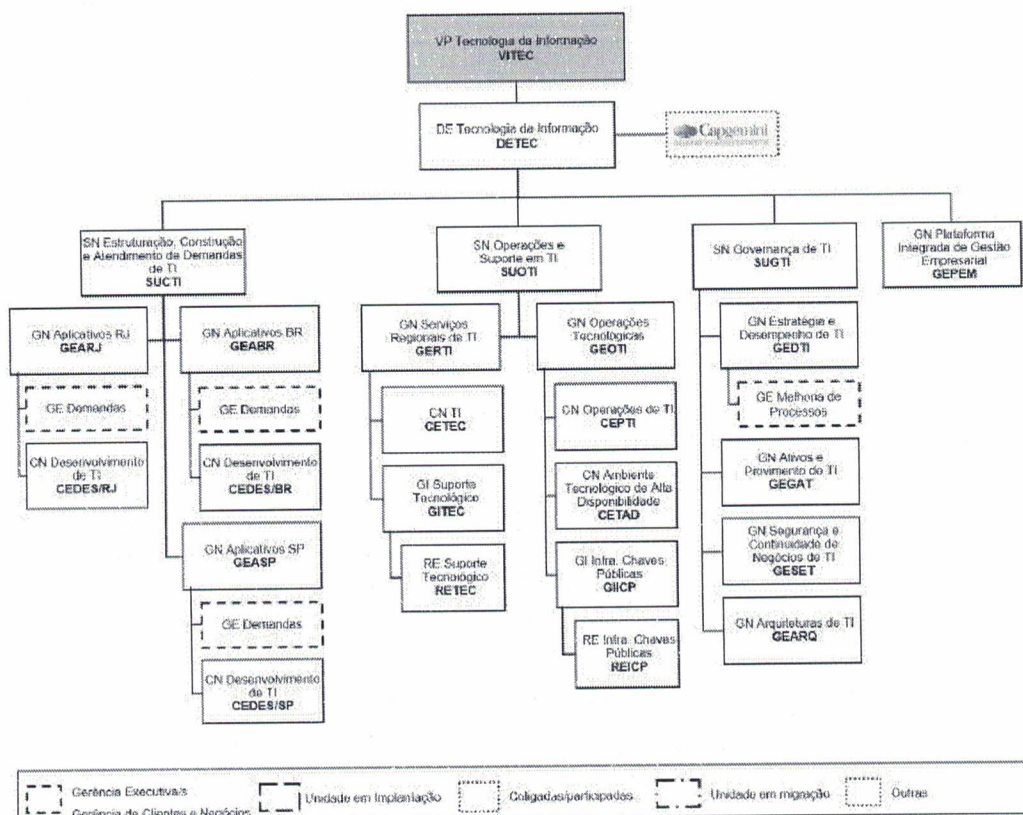 VP Tecnologia da Informação
VITEC
DE Tecnologia da Informação
DETEC
Capgemini
SN Estruturação, Construção
e Atendimento de Demandas
de TI
SUCTI
SN Operações e
Suporte em TI
SUOTI
SN Governança de TI
SUGTI
GN Plataforma
Integrada de Gestão
Empresarial
GEPEM
GN Aplicativos RJ
GEARJ
GE Demandas
CN Desenvolvimento
de TI
CEDES/RJ
GN Aplicativos BR
GEABR
GE Demandas
CN Desenvolvimento
de TI
CEDES/BR
GN Aplicativos SP
GEASP
GE Demandas
CN Desenvolvimento
de TI
CEDES/SP
GN Serviços
Regionais de TI
GERTI
CN TI
CETEC
GI Suporte
Tecnológico
GITEC
RE Suporte
Tecnológico
RETEC
GN Operações
Tecnológicas
GEOTI
CN Operações de TI
CEPTI
CN Ambiente
Tecnológico de Alta
Disponibilidade
CETAD
GI Infra. Chaves
Públicas
GIICP
RE Infra. Chaves
Públicas
REICP
GN Estratégia e
Desempenho de TI
GEDTI
GE Melhoria de
Processos
GN Ativos e
Provimento de TI
GEGAT
GN Segurança e
Continuidade de
Negócios de TI
GESET
GN Arquiteturas de TI
GEARQ
Gerência Executiva/s
Gerência de Clientes e Negócios
Unidade em Implantação
Coligadas/participadas
Unidade em migração
Outras